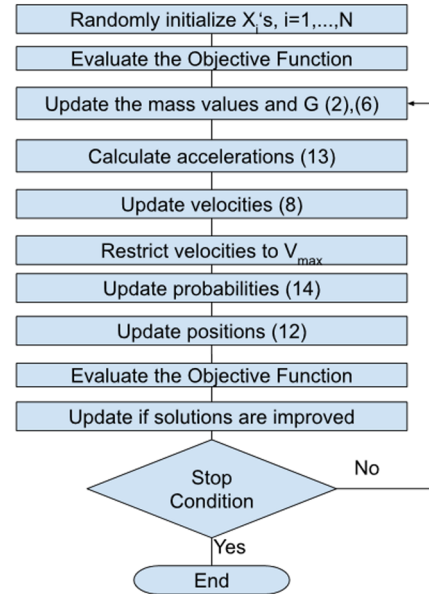 Randomly initialize Xi‘s, i=1,...,N
Evaluate the Objective Function
Update the mass values and G (2),(6)
Calculate accelerations (13)
Update velocities (8)
Restrict velocities to Vmax
Update probabilities (14)
Update positions (12)
Evaluate the Objective Function
Update if solutions are improved
Stop
Condition
No
Yes
End